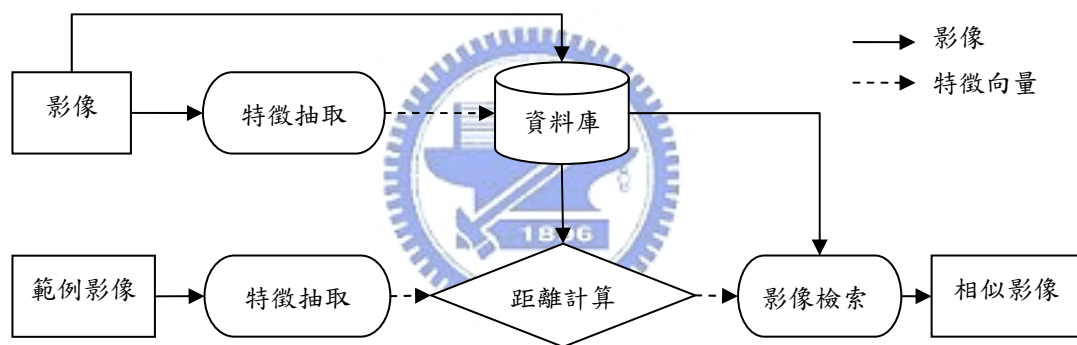 影像
特徵向量
影像
特徵抽取
資料庫
1896
範例影像
特徵抽取
距離計算
影像檢索
相似影像